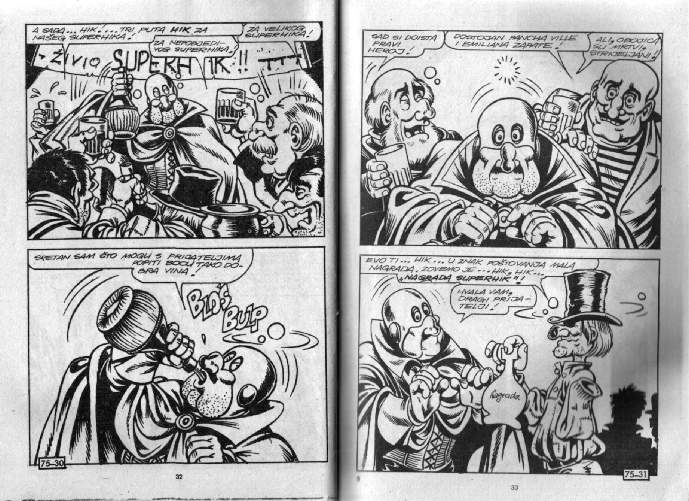 A SADA... HIK!... TRI PUTA HIK ZA
NAŠEG SUPERHIKA!
ZA NEPOBJEDI-
VOG SUPERHIKA!
ZA VELIKOG
SUPERHIKA!
ŽIVIO SUPERHIK!!
SRETAN SAM ŠTO MOGU S PRIJATELJIMA
POPITI BOCU TAKO DO-
BRA VINA!
BLOŠ
BULP
75-30
32
SAD SI DOISTA
PRAVI
HEROJ!
DOSTOJAN PANCHA VILLE
I EMILIANA ZAPATE!
ALI, OBOJICA
SU MRTVI,
STRIJELJANI!
EVO TI... HIK... U ZNAK POŠTOVANJA MALA
NAGRADA. ZOVEMO JE... HIK, HIK...
NAGRADA SUPERHIK"!
HVALA VAM,
DRAGI PRIJA-
TELJI!
Nagrada
75-31
33